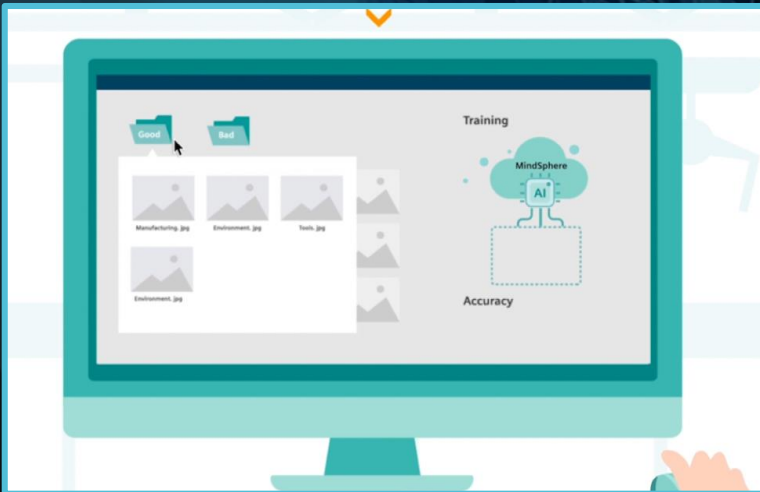 Good
Bad
Manufacturing. jpg
Environment. jpg
Tools. jpg
Environment. jpg
Training
MindSphere
AI
Accuracy